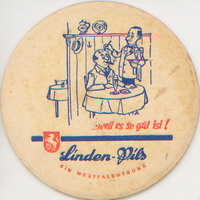 ...weil es so gut ist!
Linden-Pils
EIN WESTFALENTRUNK